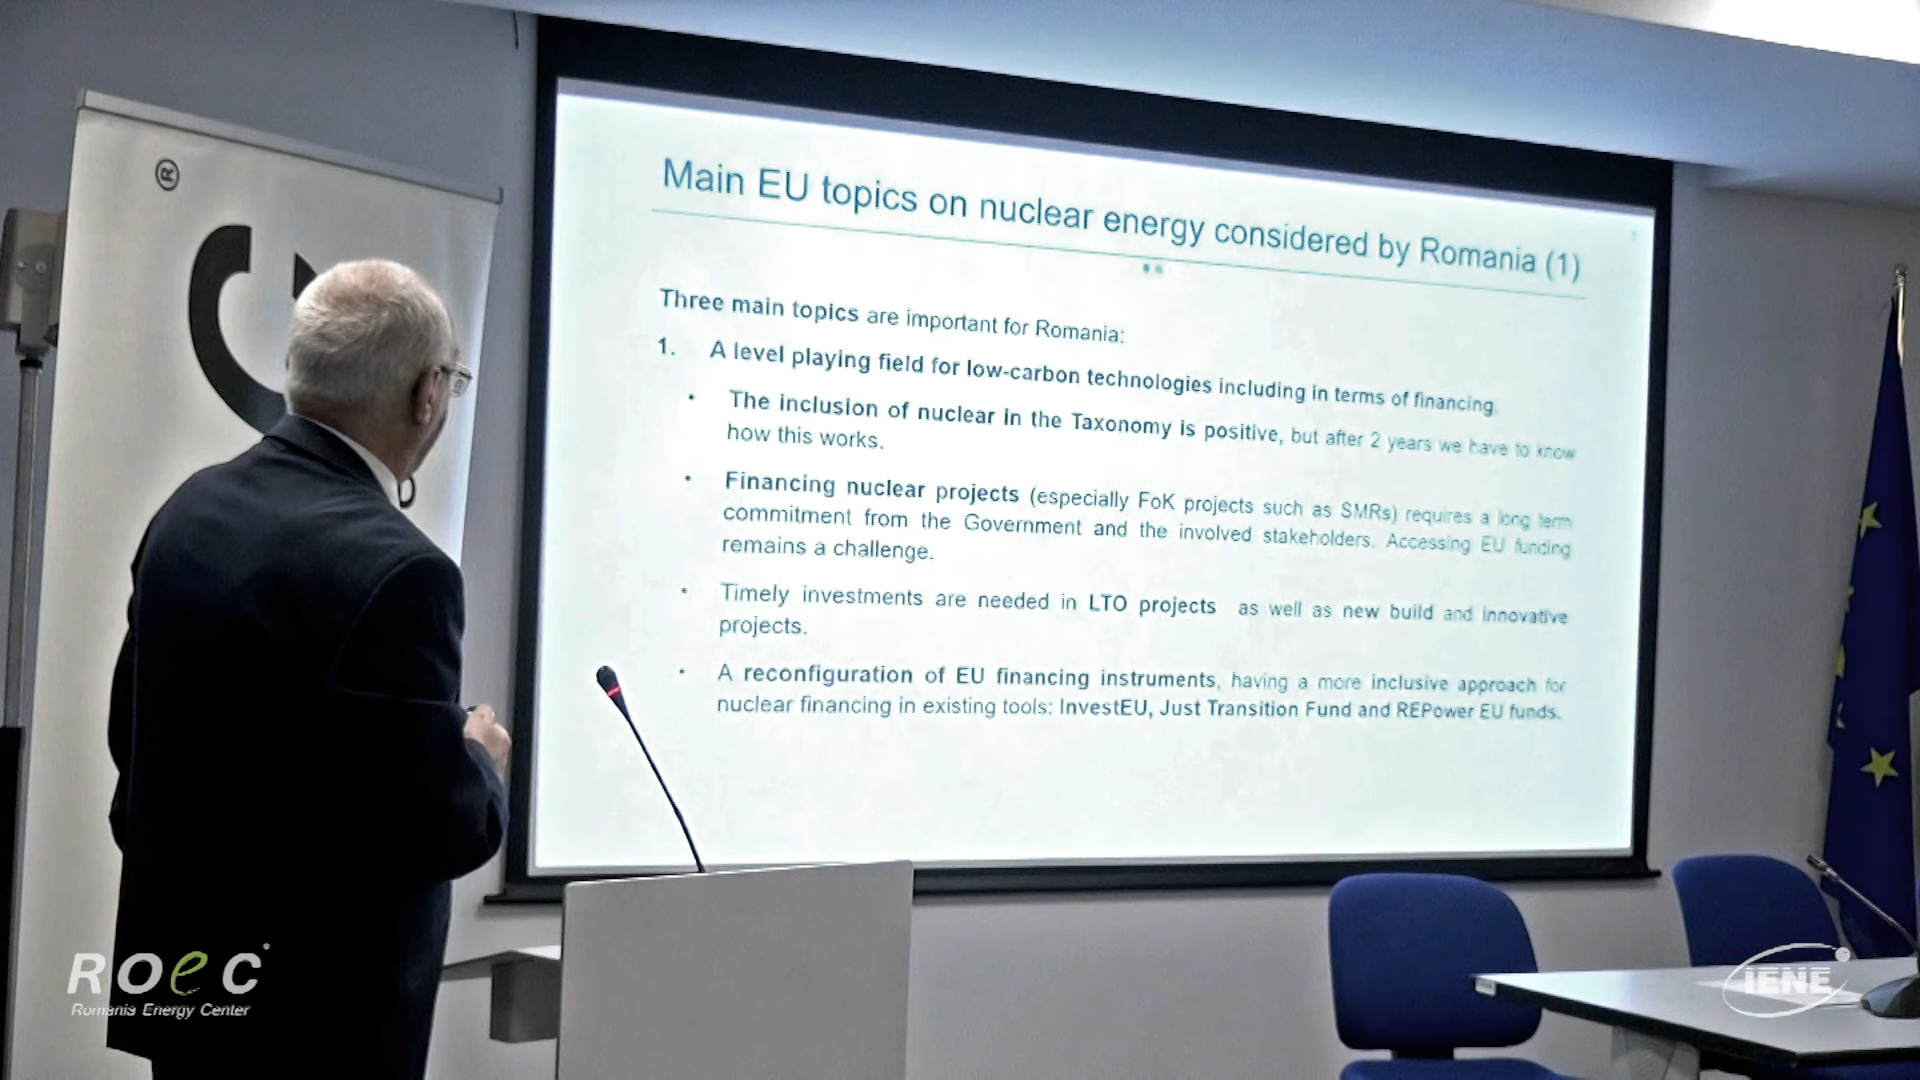 Main EU topics on nuclear energy considered by Romania (1)
Three main topics are important for Romania:
1. A level playing field for low-carbon technologies including in terms of financing.
• The inclusion of nuclear in the Taxonomy is positive, but after 2 years we have to know
how this works.
• Financing nuclear projects (especially FoK projects such as SMRs) requires a long term
commitment from the Government and the involved stakeholders. Accessing EU funding
remains a challenge.
• Timely investments are needed in LTO projects as well as new build and innovative
projects.
• A reconfiguration of EU financing instruments, having a more inclusive approach for
nuclear financing in existing tools: InvestEU, Just Transition Fund and REPower EU funds.
®
ROeC
Romania Energy Center
IENE